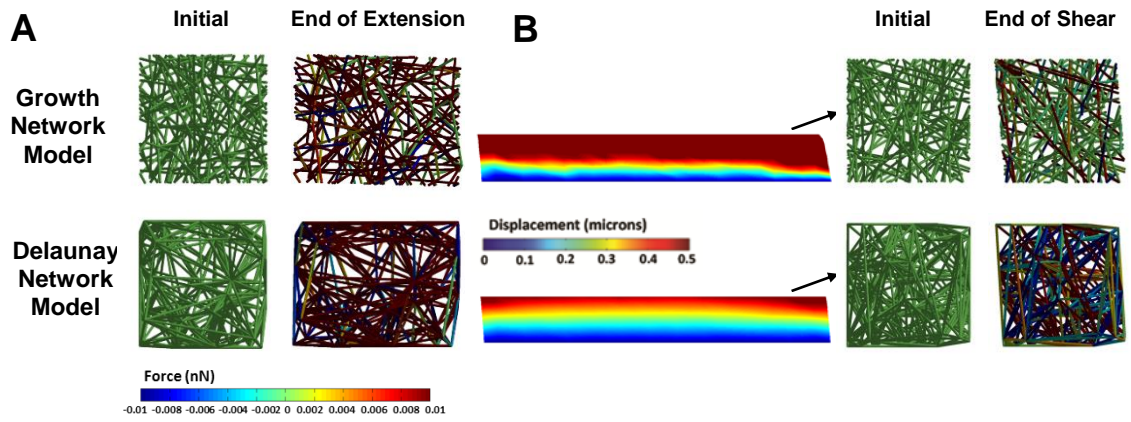 A
Initial
End of Extension
B
Initial
End of Shear
Growth
Network
Model
Delaunay
Network
Model
Displacement (microns)
0 0.1 0.2 0.3 0.4 0.5
Force (nN)
-0.01 -0.008 -0.006 -0.004 -0.002 0 0.002 0.004 0.006 0.008 0.01